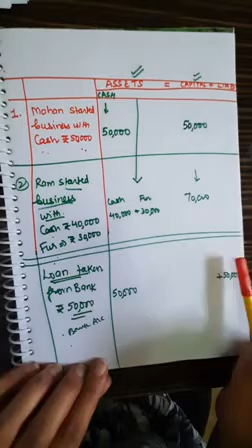 ASSETS = CAPITAL + LIAB
CASH
1. Mohan Started
business with
Cash ₹ 50,000
50,000
50,000
2 Ram Started
business
with
Cash ₹ 40,000
Fur ⇒ ₹ 30,000
Cash Fur
40,000 + 30,000
70,000
Loan taken
from Bank
₹ 50,000
50,000
+ 50,00
. Bank A/c